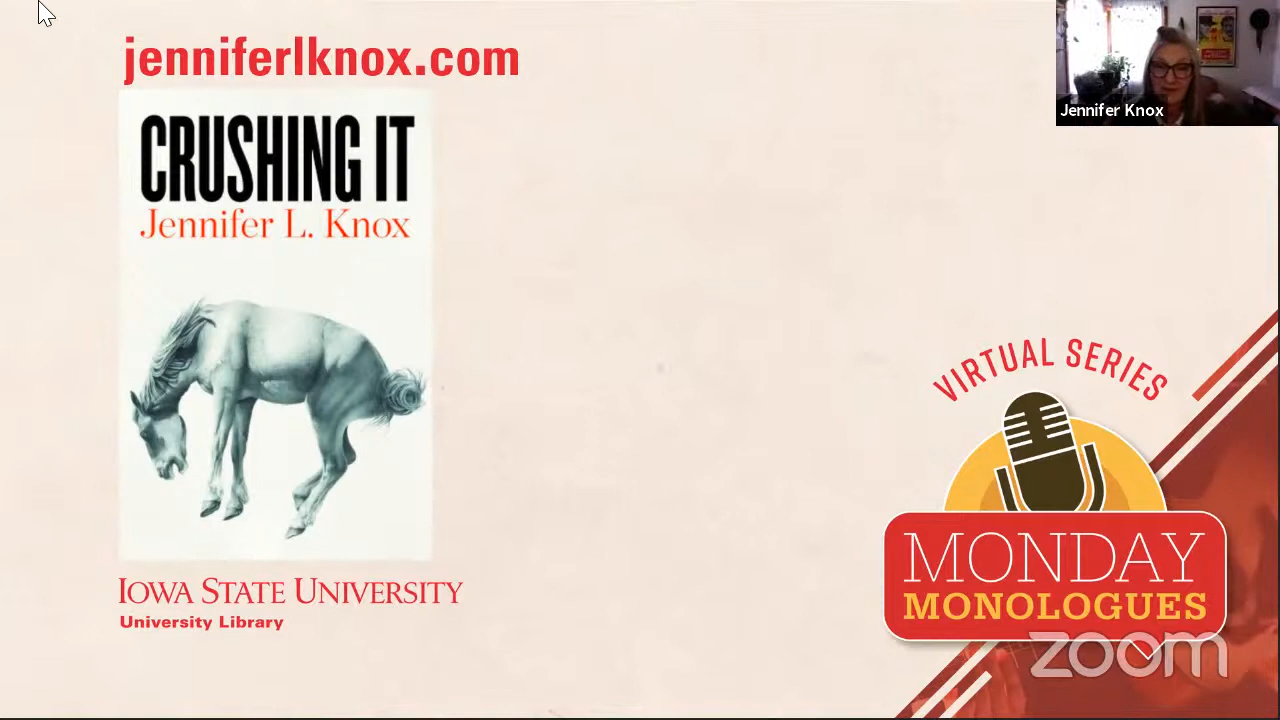 jenniferlknox.com
CRUSHING IT
Jennifer L. Knox
IOWA STATE UNIVERSITY
University Library
Jennifer Knox
VIRTUAL SERIES
MONDAY
MONOLOGUES
zoom